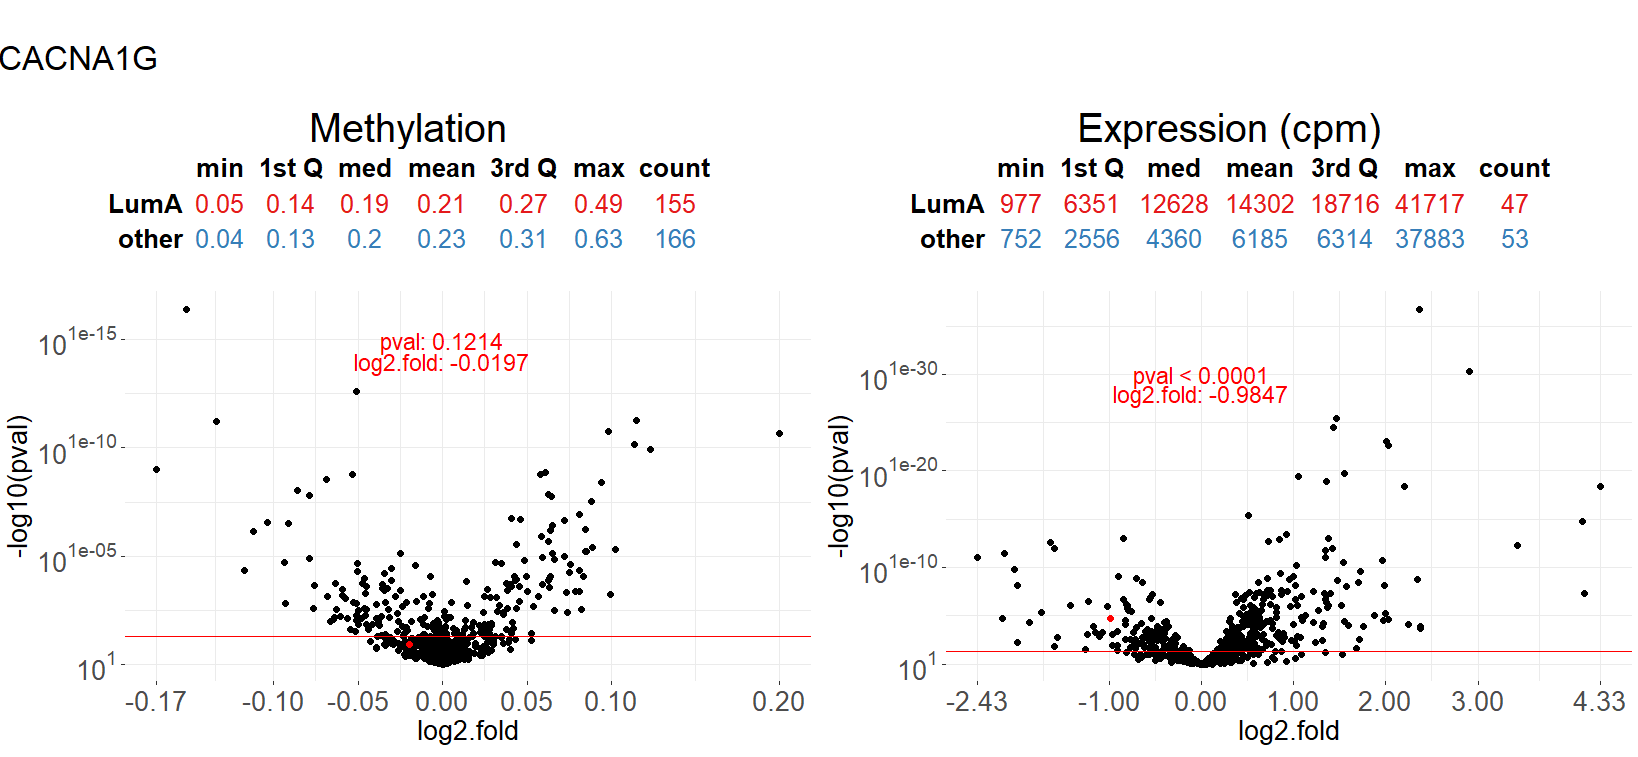 CACNA1G
Methylation
min 1st Q med mean 3rd Q max count
LumA 0.05 0.14 0.19 0.21 0.27 0.49 155
other 0.04 0.13 0.2 0.23 0.31 0.63 166
pval: 0.1214
log2.fold: -0.0197
-log10(pval)
10^1e-15
10^1e-10
10^1e-05
10^1
-0.17 -0.10 -0.05 0.00 0.05 0.10 0.20
log2.fold
Expression (cpm)
min 1st Q med mean 3rd Q max count
LumA 977 6351 12628 14302 18716 41717 47
other 752 2556 4360 6185 6314 37883 53
pval < 0.0001
log2.fold: -0.9847
-log10(pval)
10^1e-30
10^1e-20
10^1e-10
10^1
-2.43 -1.00 0.00 1.00 2.00 3.00 4.33
log2.fold